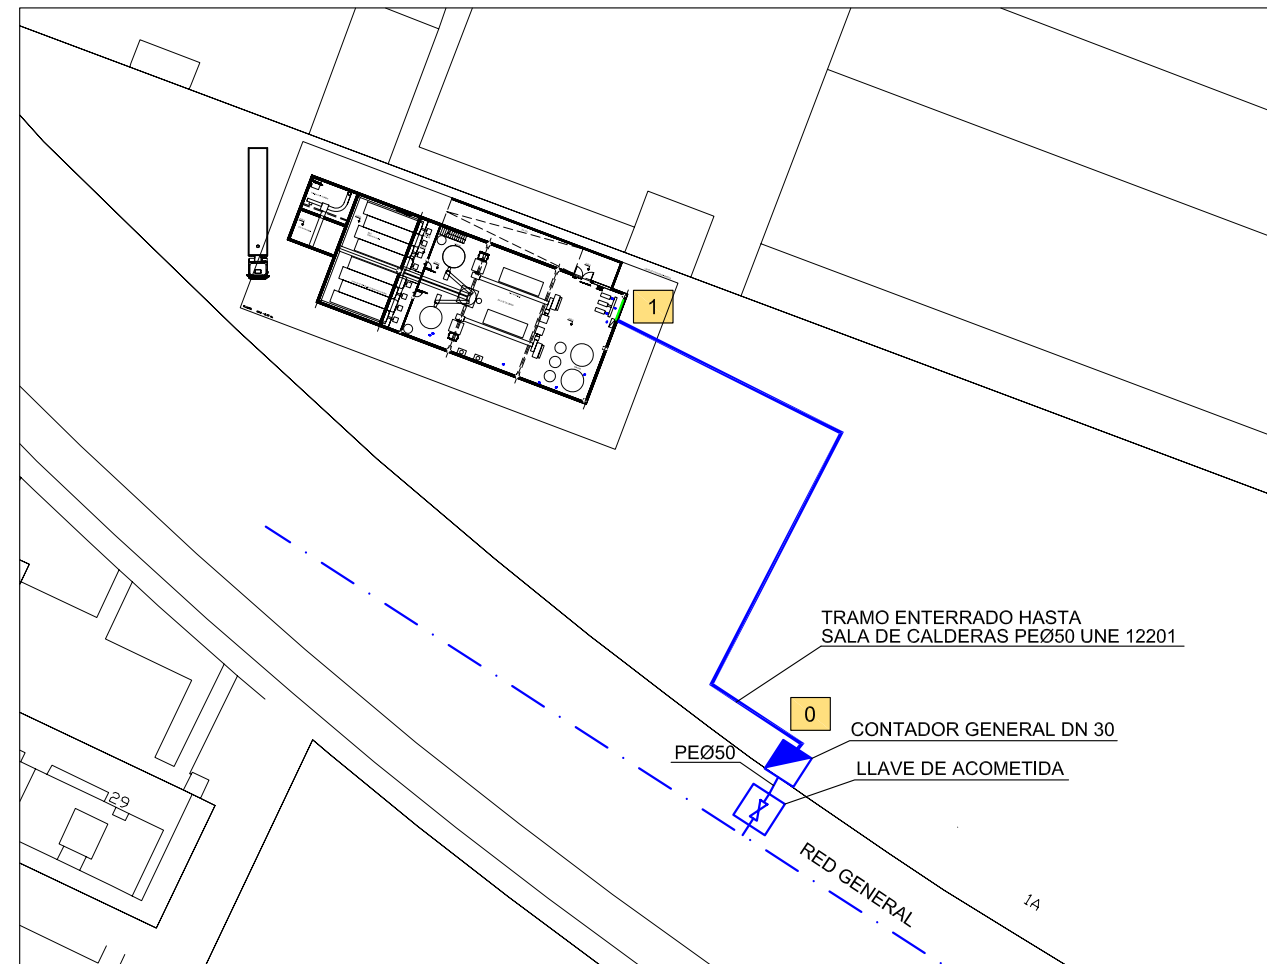 1
TRAMO ENTERRADO HASTA
SALA DE CALDERAS PEØ50 UNE 12201
0
CONTADOR GENERAL DN 30
PEØ50
LLAVE DE ACOMETIDA
29
RED GENERAL
1A